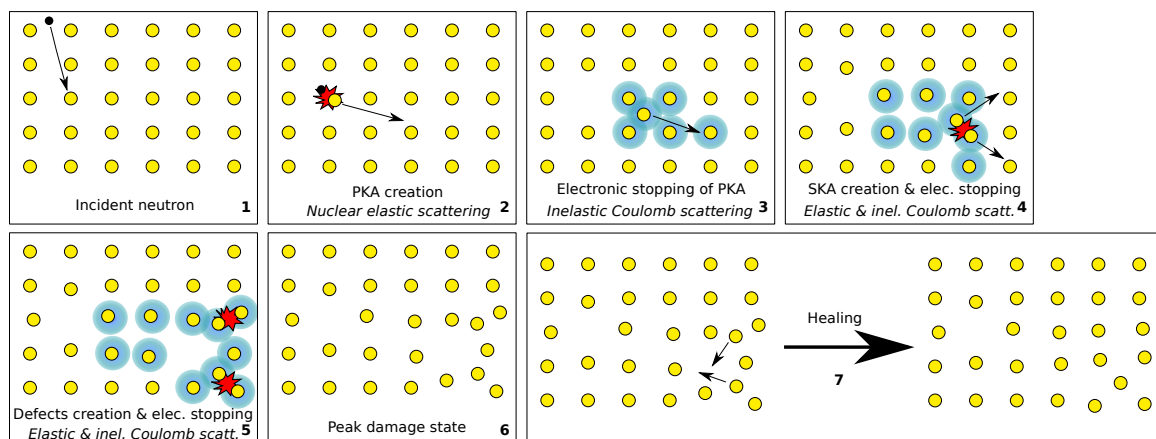 Incident neutron
1
PKA creation
Nuclear elastic scattering
2
Electronic stopping of PKA
Inelastic Coulomb scattering
3
SKA creation & elec. stopping
Elastic & inel. Coulomb scatt.
4
Defects creation & elec. stopping
Elastic & inel. Coulomb scatt.
5
Peak damage state
6
Healing
7